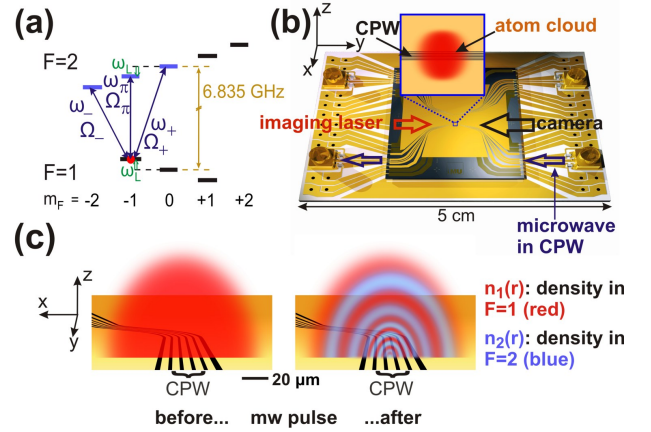 (a)
F=2
ω_L
ω_-
Ω_-
ω_π
Ω_π
ω_+
Ω_+
6.835 GHz
F=1
ω_L
m_F = -2 -1 0 +1 +2
(b)
z
y
x
CPW
atom cloud
imaging laser
camera
5 cm
microwave
in CPW
(c)
z
x
y
CPW
20 µm
CPW
before... mw pulse ...after
n₁(r): density in
F=1 (red)
n₂(r): density in
F=2 (blue)